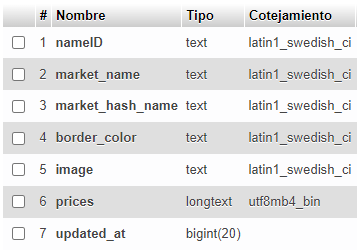 # Nombre Tipo Cotejamiento
1 nameID text latin1_swedish_ci
2 market_name text latin1_swedish_ci
3 market_hash_name text latin1_swedish_ci
4 border_color text latin1_swedish_ci
5 image text latin1_swedish_ci
6 prices longtext utf8mb4_bin
7 updated_at bigint(20)